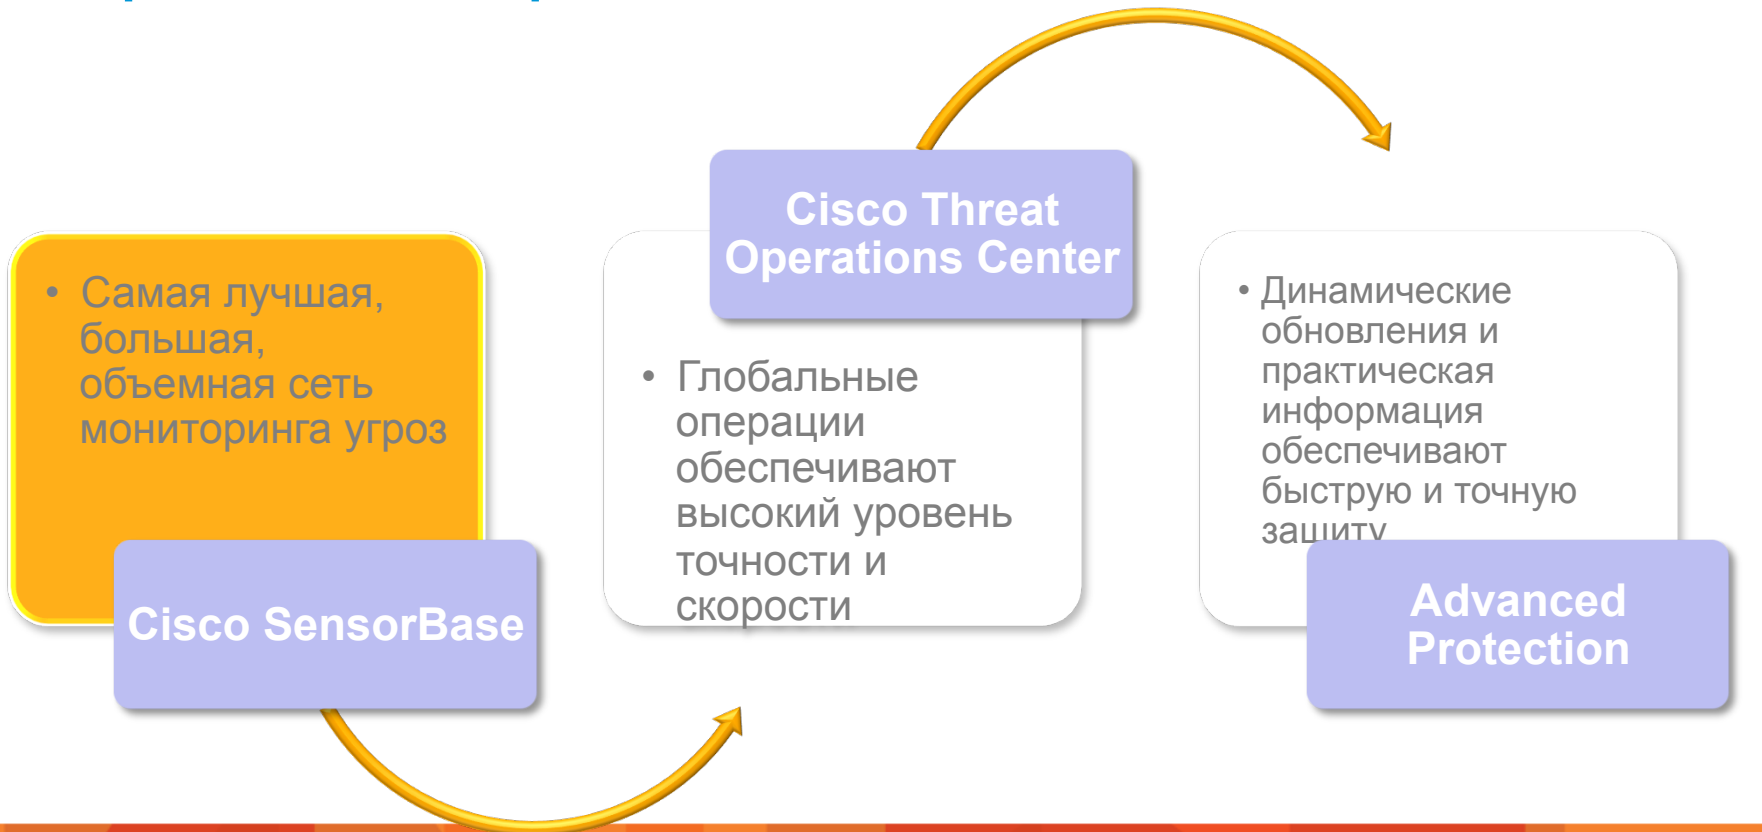 • Самая лучшая,
большая,
объемная сеть
мониторинга угроз
Cisco SensorBase
Cisco Threat
Operations Center
• Глобальные
операции
обеспечивают
высокий уровень
точности и
скорости
• Динамические
обновления и
практическая
информация
обеспечивают
быструю и точную
защиту
Advanced
Protection